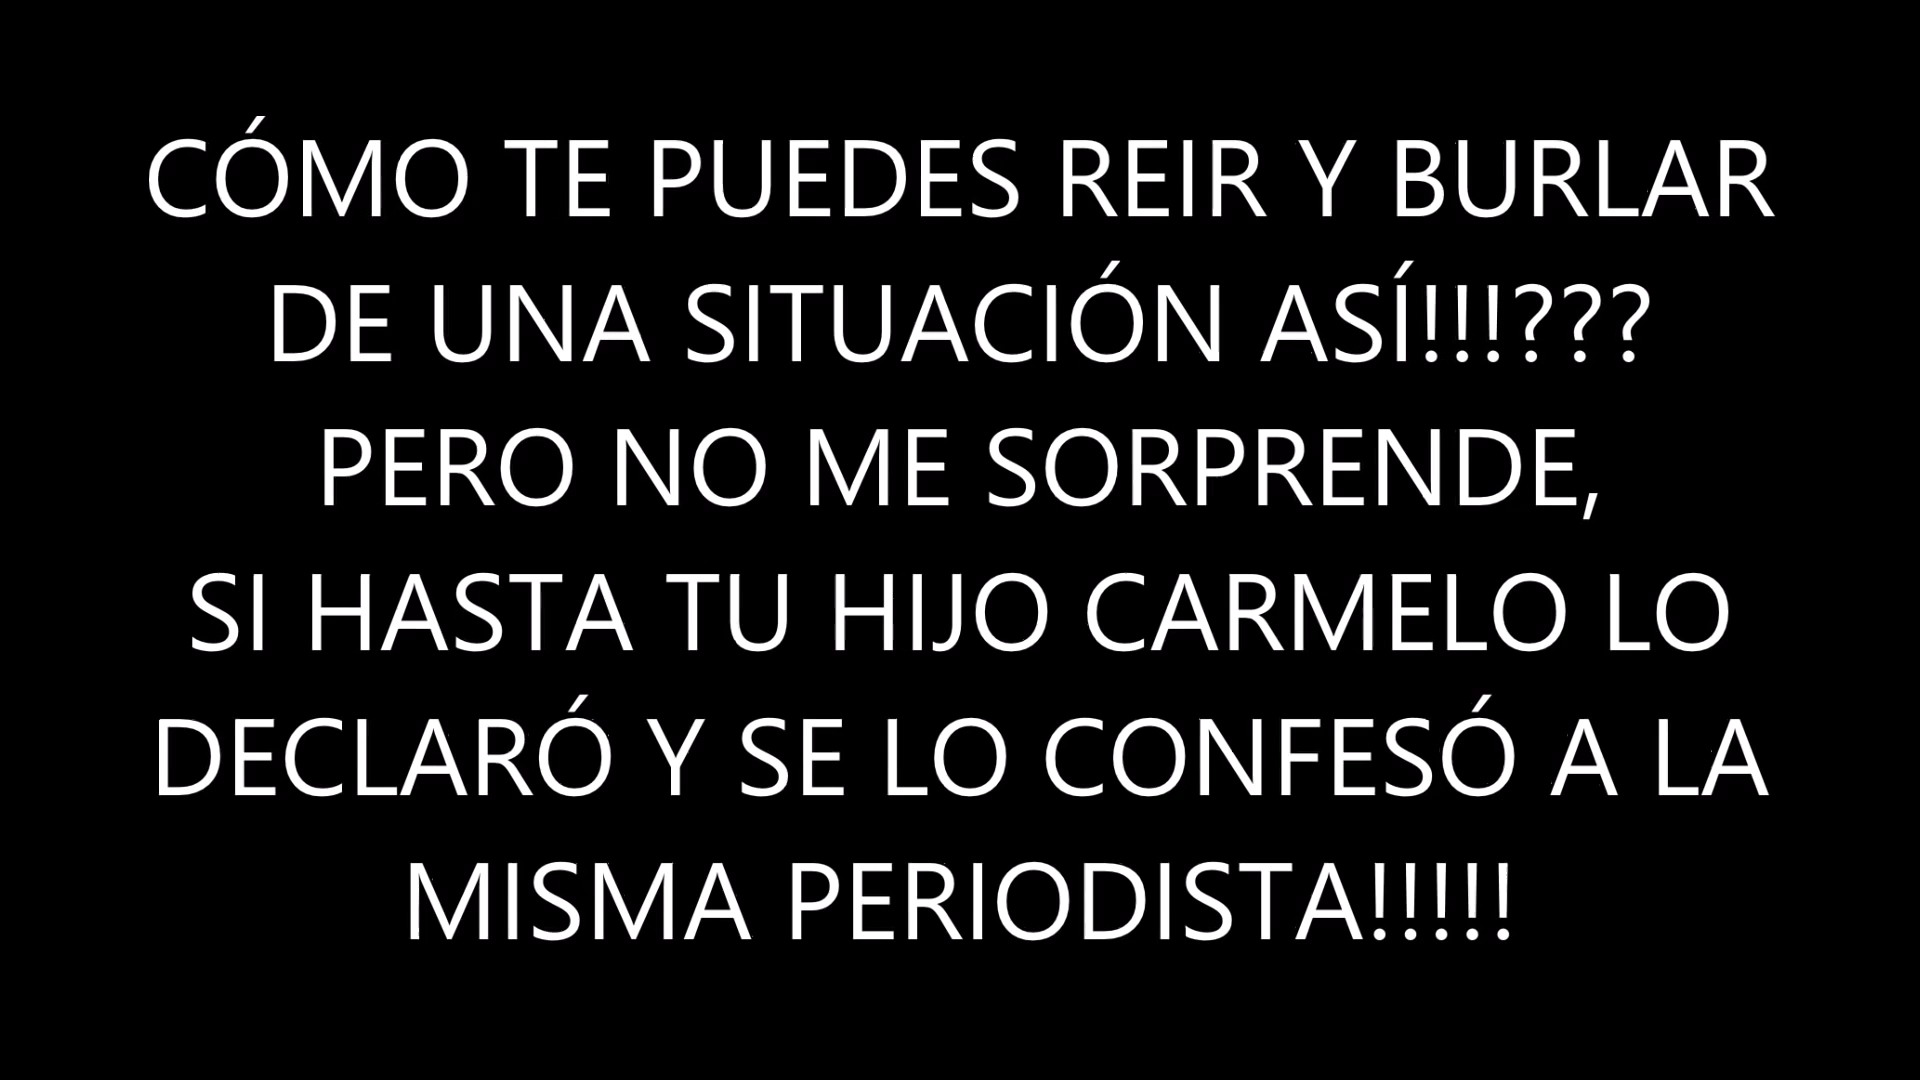 CÓMO TE PUEDES REIR Y BURLAR
DE UNA SITUACIÓN ASÍ!!!???
PERO NO ME SORPRENDE,
SI HASTA TU HIJO CARMELO LO
DECLARÓ Y SE LO CONFESÓ A LA
MISMA PERIODISTA!!!!!